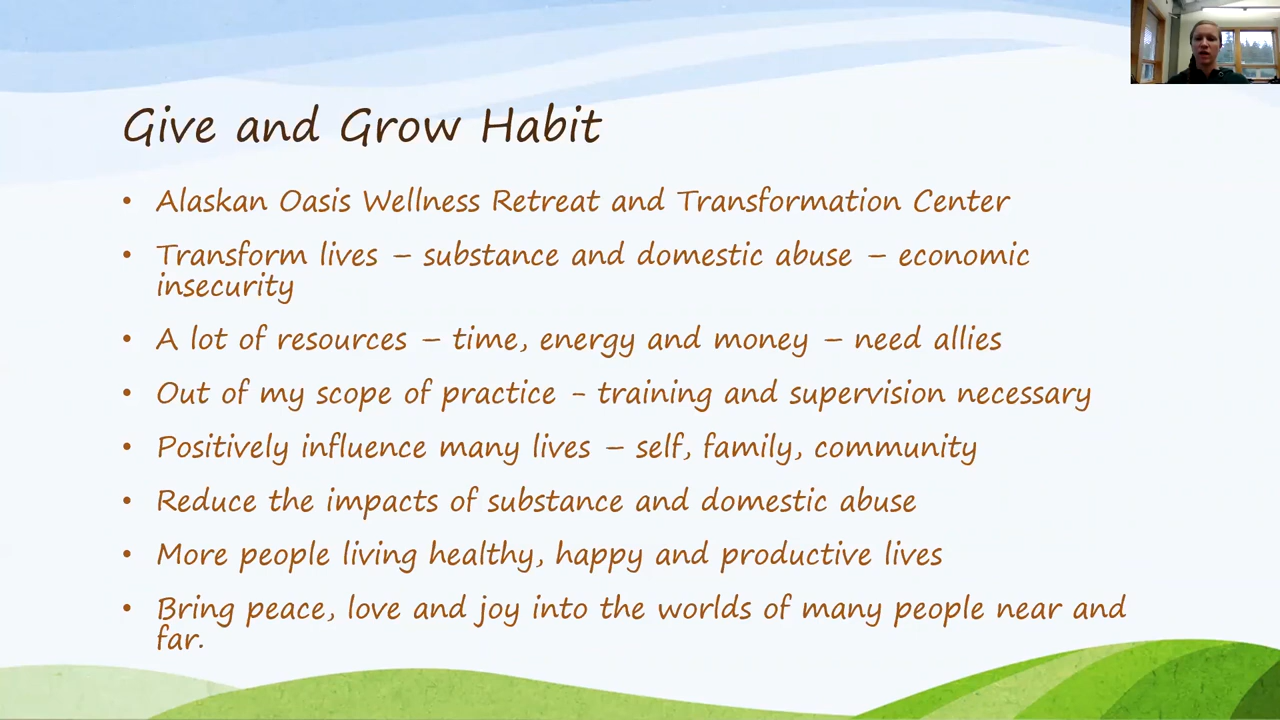 Give and Grow Habit
• Alaskan Oasis Wellness Retreat and Transformation Center
• Transform lives – substance and domestic abuse – economic
insecurity
• A lot of resources – time, energy and money – need allies
• Out of my scope of practice - training and supervision necessary
• Positively influence many lives – self, family, community
• Reduce the impacts of substance and domestic abuse
• More people living healthy, happy and productive lives
• Bring peace, love and joy into the worlds of many people near and
far.